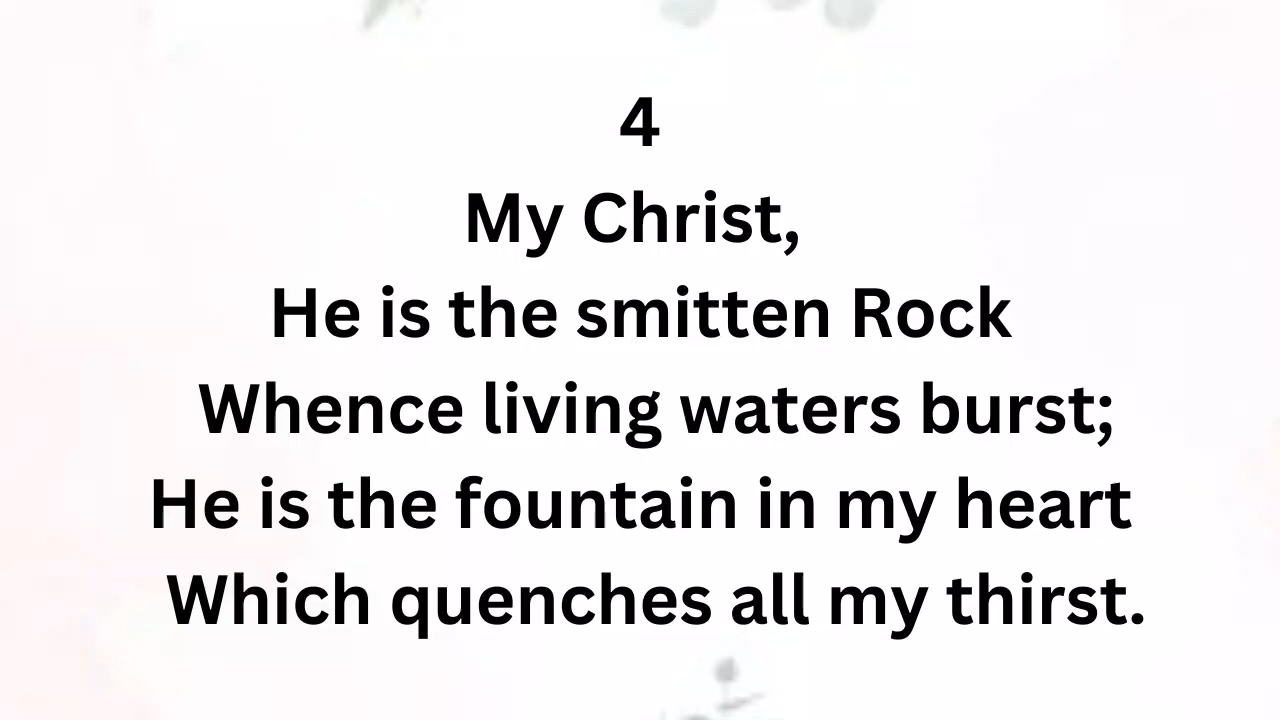 4
My Christ,
He is the smitten Rock
Whence living waters burst;
He is the fountain in my heart
Which quenches all my thirst.